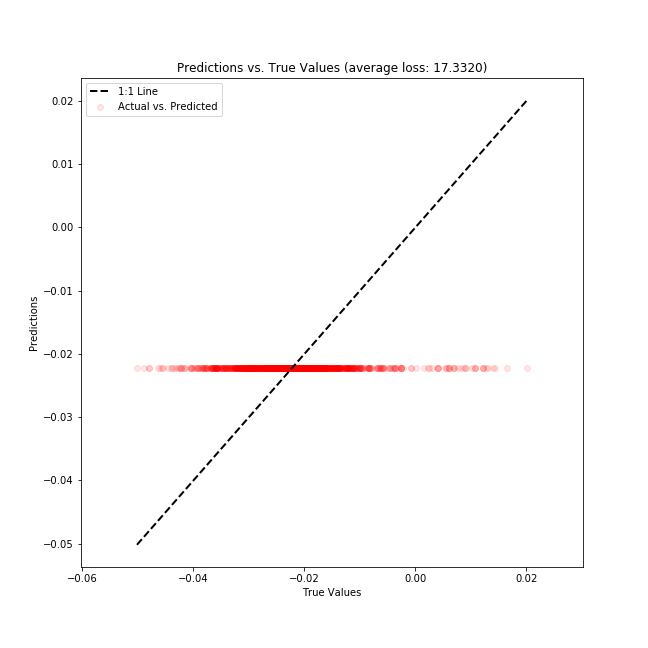 Predictions vs. True Values (average loss: 17.3320)
1:1 Line
Actual vs. Predicted
0.02
0.01
0.00
−0.01
−0.02
−0.03
−0.04
−0.05
Predictions
−0.06
−0.04
−0.02
0.00
0.02
True Values